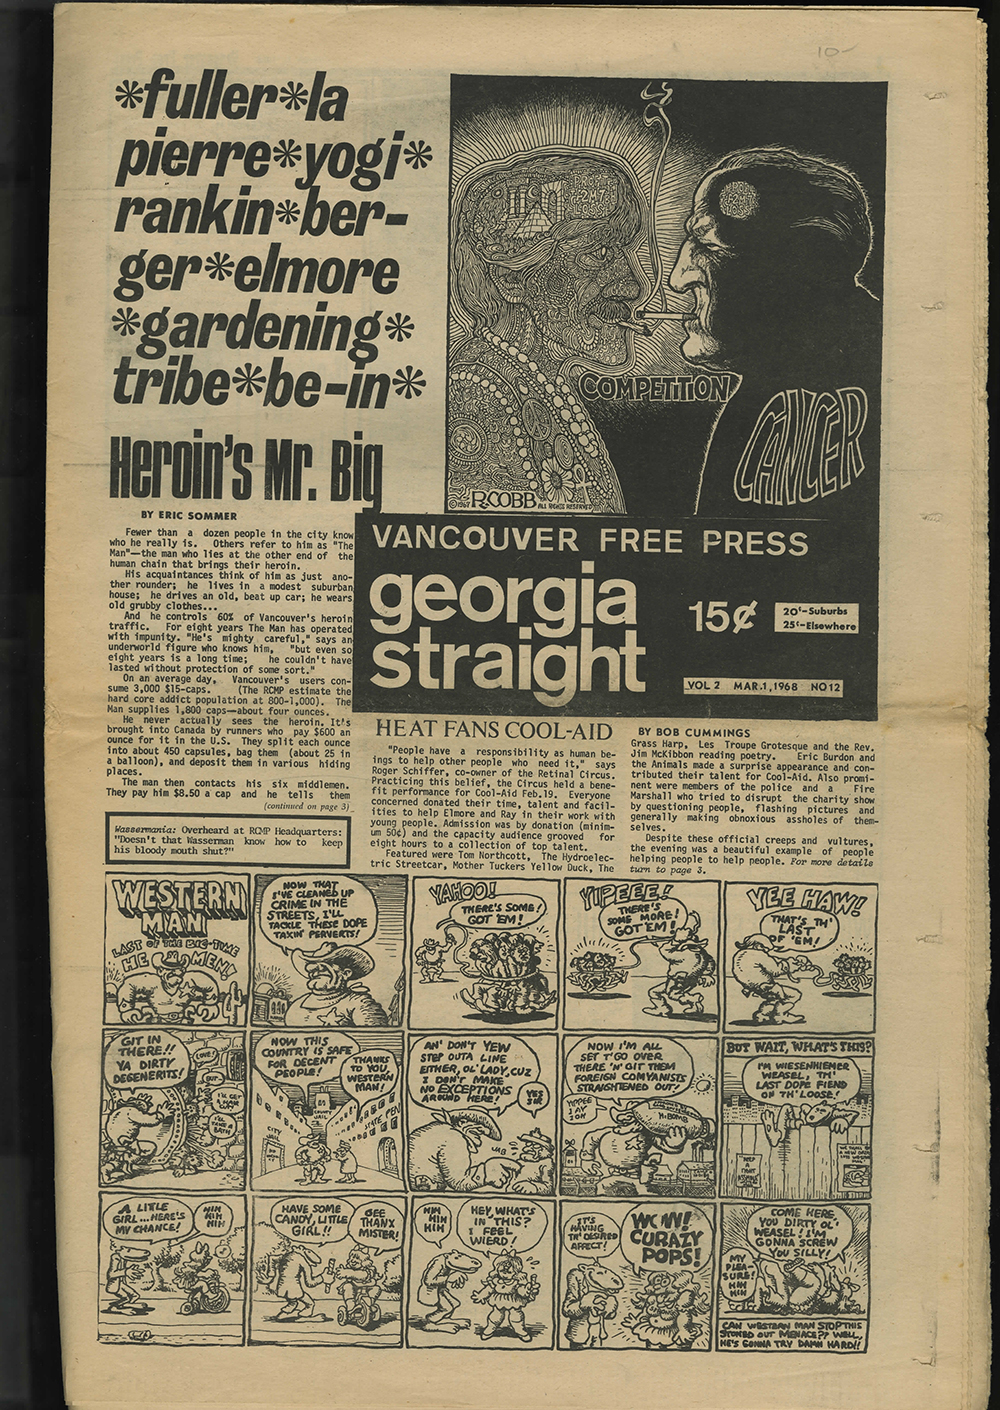 10-
*fuller*la
pierre*yogi*
rankin*ber-
ger*elmore
*gardening*
tribe*be-in*
COMPETITION
CANCER
©1967 R. COBB ALL RIGHTS RESERVED
Heroin's Mr. Big
BY ERIC SOMMER
Fewer than a dozen people in the city know
who he really is. Others refer to him as "The
Man"—the man who lies at the other end of the
human chain that brings their heroin.
His acquaintances think of him as just ano-
ther rounder; he lives in a modest suburban
house; he drives an old, beat up car; he wears
old grubby clothes...
And he controls 60% of Vancouver's heroin
traffic. For eight years The Man has operated
with impunity. "He's mighty careful," says an
underworld figure who knows him, "but even so
eight years is a long time; he couldn't have
lasted without protection of some sort."
On an average day, Vancouver's users con-
sume 3,000 $15-caps. (The RCMP estimate the
hard core addict population at 800-1,000). The
Man supplies 1,800 caps—about four ounces.
He never actually sees the heroin. It's
brought into Canada by runners who pay $600 an
ounce for it in the U.S. They split each ounce
into about 450 capsules, bag them (about 25 in
a balloon), and deposit them in various hiding
places.
The man then contacts his six middlemen.
They pay him $8.50 a cap and he tells them
(continued on page 3)
Wassermania: Overheard at RCMP Headquarters:
"Doesn't that Wasserman know how to keep
his bloody mouth shut?"
VANCOUVER FREE PRESS
georgia
straight
15¢
20¢-Suburbs
25¢-Elsewhere
VOL 2 MAR.1,1968 NO12
HEAT FANS COOL-AID
"People have a responsibility as human be-
ings to help other people who need it," says
Roger Schiffer, co-owner of the Retinal Circus.
Practicing this belief, the Circus held a bene-
fit performance for Cool-Aid Feb.19. Everyone
concerned donated their time, talent and facil-
ities to help Elmore and Ray in their work with
young people. Admission was by donation (minim-
um 50¢) and the capacity audience grooved for
eight hours to a collection of top talent.
Featured were Tom Northcott, The Hydroelec-
tric Streetcar, Mother Tuckers Yellow Duck, The
BY BOB CUMMINGS
Grass Harp, Les Troupe Grotesque and the Rev.
Jim McKibbon reading poetry. Eric Burdon and
the Animals made a surprise appearance and con-
tributed their talent for Cool-Aid. Also promi-
nent were members of the police and a Fire
Marshall who tried to disrupt the charity show
by questioning people, flashing pictures and
generally making obnoxious assholes of them-
selves.
Despite these official creeps and vultures,
the evening was a beautiful example of people
helping people to help people. For more details
turn to page 3.
WESTERN
MAN
LAST OF THE BIG-TIME
HE MEN!
NOW THAT
I'VE CLEANED UP
CRIME IN THE
STREETS, I'LL
TACKLE THESE DOPE
TAKIN' PERVERTS!
YAHOO!
THERE'S SOME!
GOT 'EM!
YIPEEE!
THERE'S
SOME MORE!
GOT 'EM!
YEE HAW!
THAT'S TH'
LAST
OF 'EM!
GIT IN
THERE!!
YA DIRTY
DEGENERITS!
LOVE!
BUT
NOW THIS
COUNTRY IS SAFE
FOR DECENT
PEOPLE!
THANKS
TO YOU,
WESTERN
MAN!
COUNTY
JAIL
CITY
JAIL
STATE PEN
AN' DON'T YEW
STEP OUTA LINE
EITHER, OL' LADY, CUZ
I DON'T MAKE
NO EXCEPTIONS
AROUND HERE!
YES
SIR
UHG
NOW I'M ALL
SET T'GO OVER
THERE 'N' GIT THEM
FOREIGN COMYANISTS
STRAIGHTENED OUT!
YIPPEE
I AY
OH
H-BOMB
BUT WAIT, WHAT'S THIS?
I'M WIESENHIEMER
WEASEL, TH'
LAST DOPE FIEND
ON TH' LOOSE!
A LITTLE
GIRL...HERE'S
MY CHANCE!
HIN
HIN
HIN
HAVE SOME
CANDY, LITTLE
GIRL!!
GEE
THANX
MISTER!
HIN
HIN
HIN
HEY, WHAT'S
IN THIS?
I FEEL
WIERD!
IT'S
HAVING
TH' DESIRED
AFFECT!
WOW!
CURAZY
POPS!
COME HERE,
YOU DIRTY OL'
WEASEL! I'M
GONNA SCREW
YOU SILLY!
MY
PLEA-
SURE!
HIN
HIN
CAN WESTERN MAN STOP THIS
STONED OUT MENACE?? WELL..
HE'S GONNA TRY DAMN HARD!!